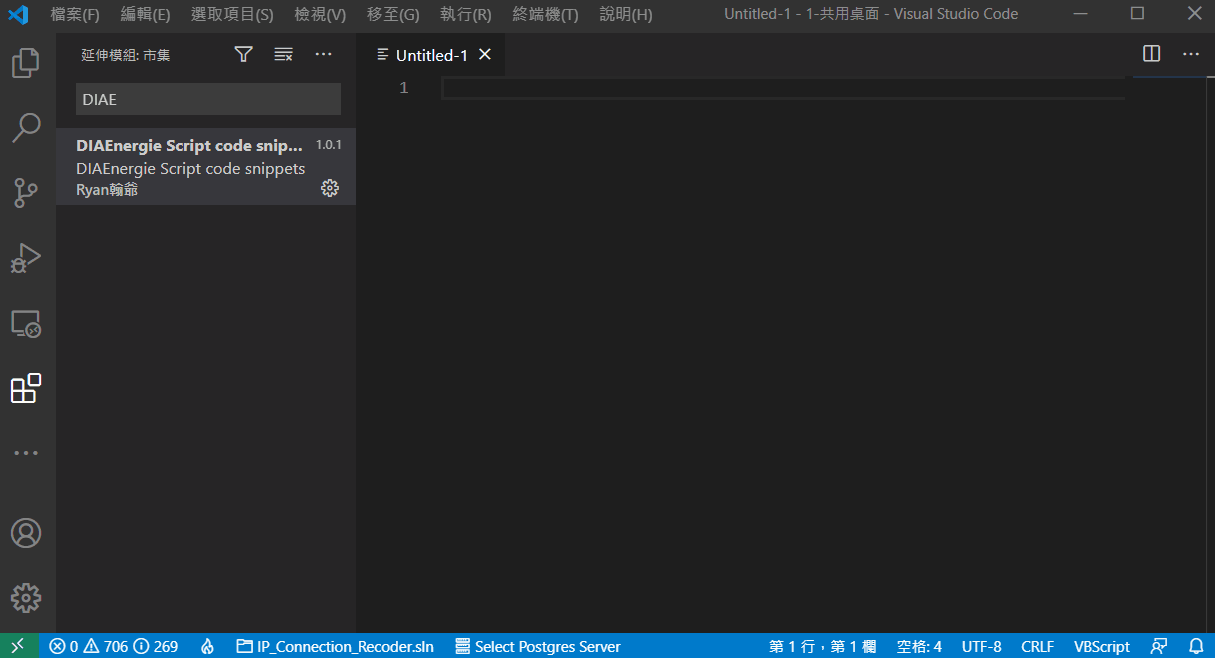 檔案(F) 編輯(E) 選取項目(S) 檢視(V) 移至(G) 執行(R) 終端機(T) 說明(H) Untitled-1 - 1-共用桌面 - Visual Studio Code
延伸模組: 市集
Untitled-1
DIAE
1
DIAEnergie Script code snip... 1.0.1
DIAEnergie Script code snippets
Ryan翰爺
0 706 269 IP_Connection_Recoder.sln Select Postgres Server 第 1 行，第 1 欄 空格: 4 UTF-8 CRLF VBScript